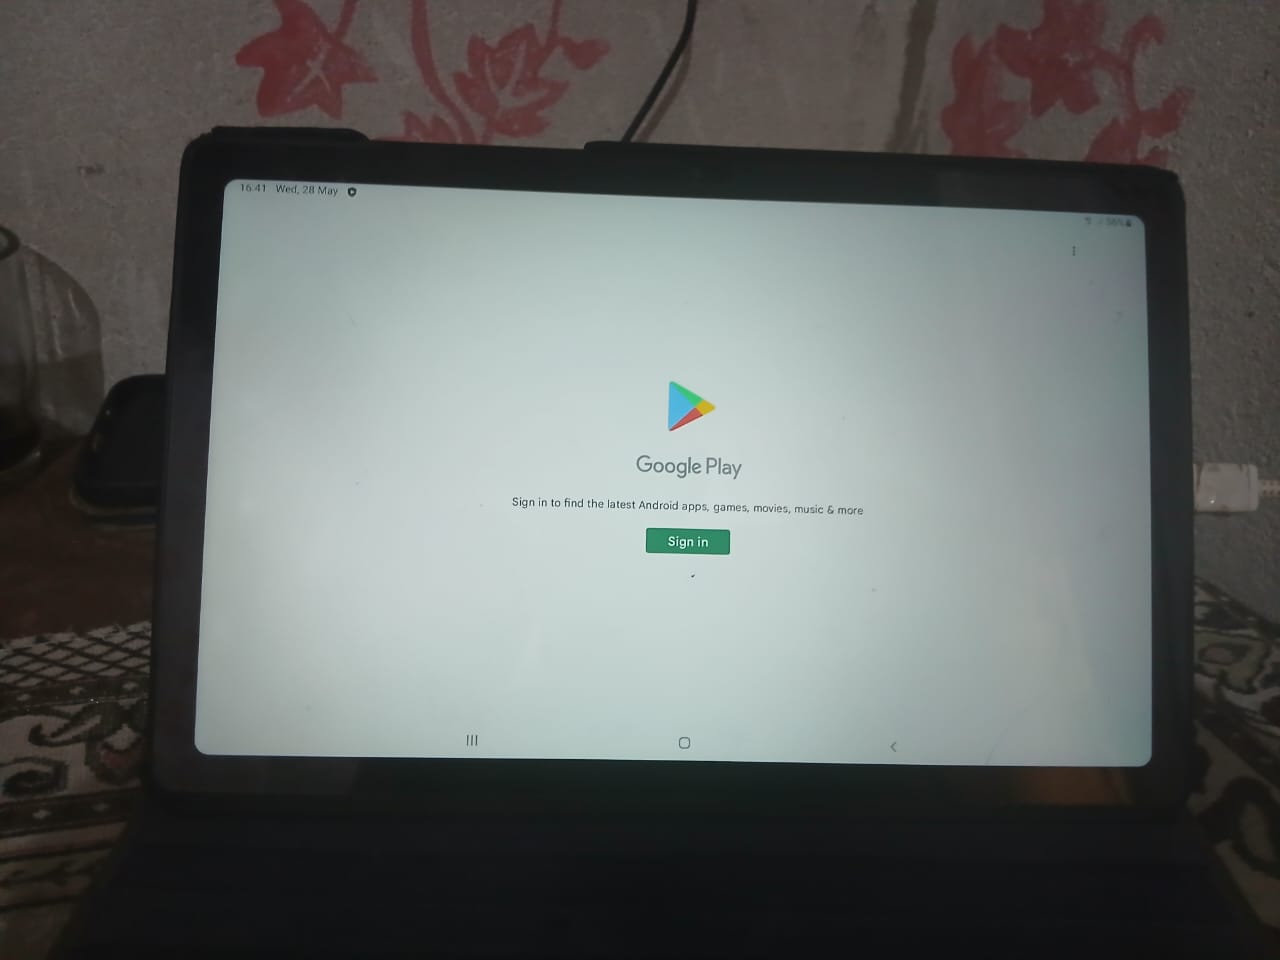 16:41 Wed, 28 May
56%
Google Play
Sign in to find the latest Android apps, games, movies, music & more
Sign in